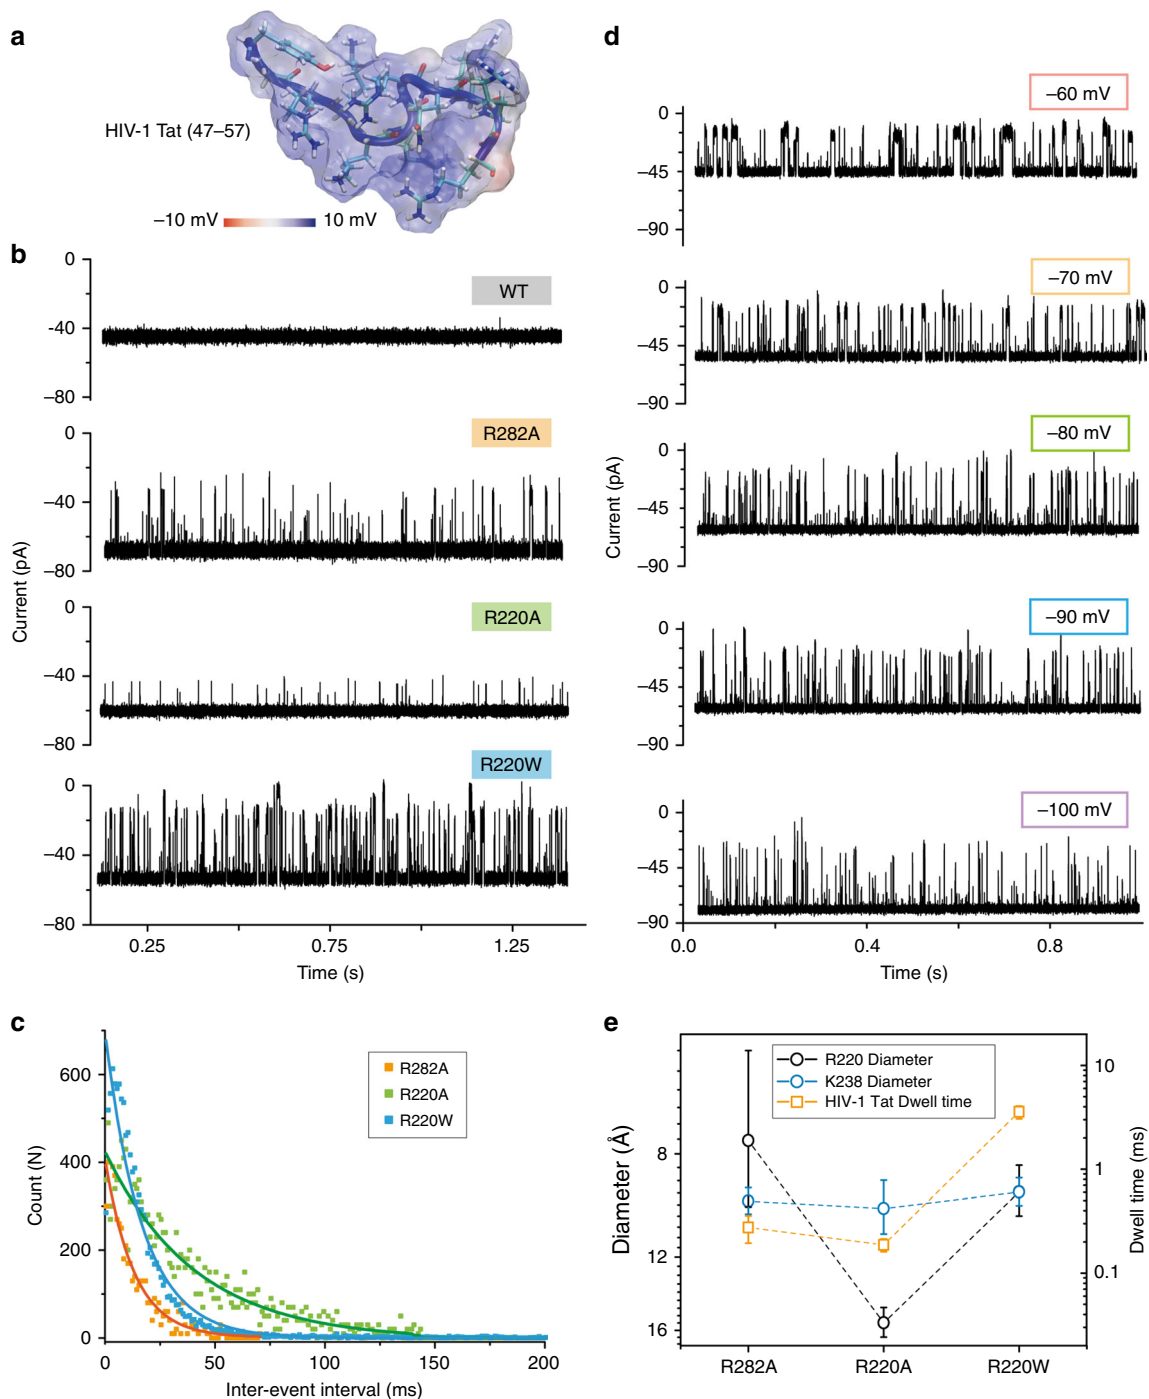 a
HIV-1 Tat (47–57)
–10 mV
10 mV
b
0
-40
–80
WT
0
–40
–80
R282A
0
–40
–80
R220A
0
–40
–80
R220W
Current (pA)
0.25
0.75
1.25
Time (s)
c
600
400
200
0
Count (N)
R282A
R220A
R220W
0
50
100
150
200
Inter-event interval (ms)
d
–60 mV
0
–45
–90
–70 mV
0
–45
–90
–80 mV
0
–45
–90
–90 mV
0
–45
–90
–100 mV
0
–45
–90
Current (pA)
0.0
0.4
0.8
Time (s)
e
R220 Diameter
K238 Diameter
HIV-1 Tat Dwell time
Diameter (Å)
8
12
16
10
1
0.1
Dwell time (ms)
R282A
R220A
R220W